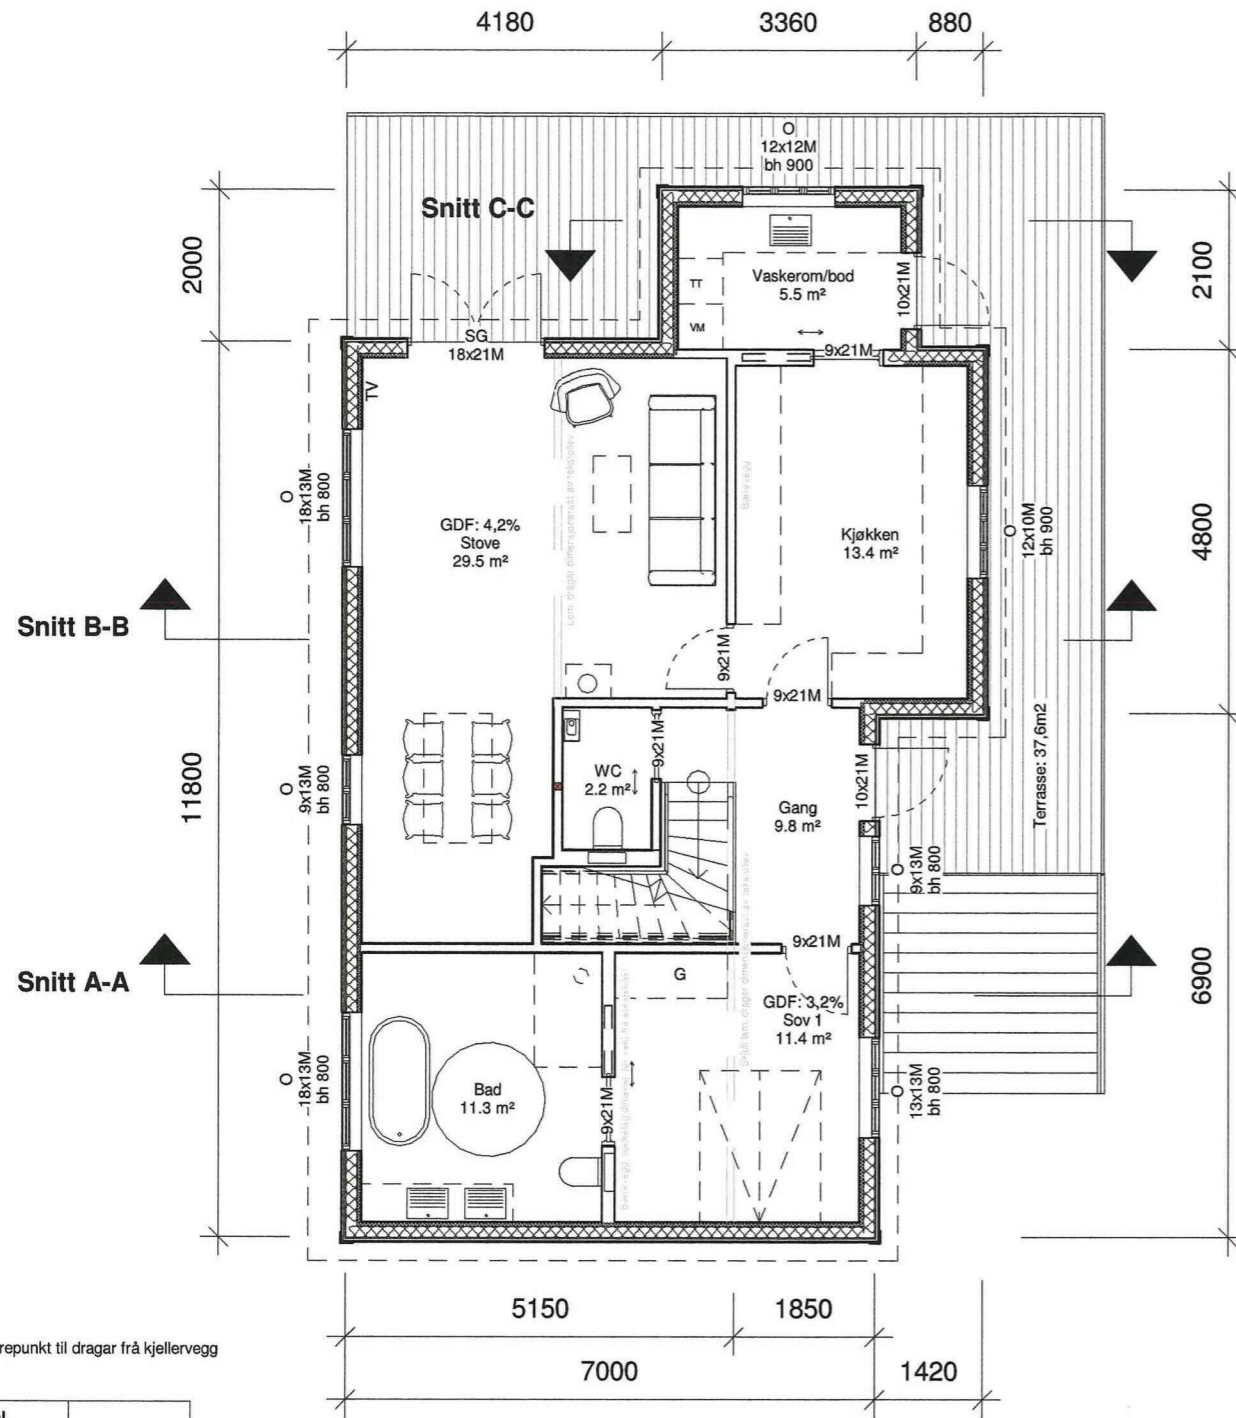 4180
3360
880
O
12x12M
bh 900
Snitt C-C
2000
2100
TT
Vaskerom/bod
5.5 m²
10x21M
VM
SG
18x21M
9x21M
TV
O
18x13M
bh 800
GDF: 4,2%
Stove
29.5 m²
Bærevegg
Kjøkken
13.4 m²
O
12x10M
bh 900
4800
Snitt B-B
9x21M
9x21M
Terrasse: 37,6m2
11800
O
9x13M
bh 800
WC
2.2 m²
9x21M
Gang
9.8 m²
10x21M
O
9x13M
bh 800
Snitt A-A
9x21M
G
GDF: 3,2%
Sov 1
11.4 m²
6900
O
18x13M
bh 800
Bad
11.3 m²
9x21M
O
13x13M
bh 800
5150
1850
repunkt til dragar frå kjellervegg
7000
1420